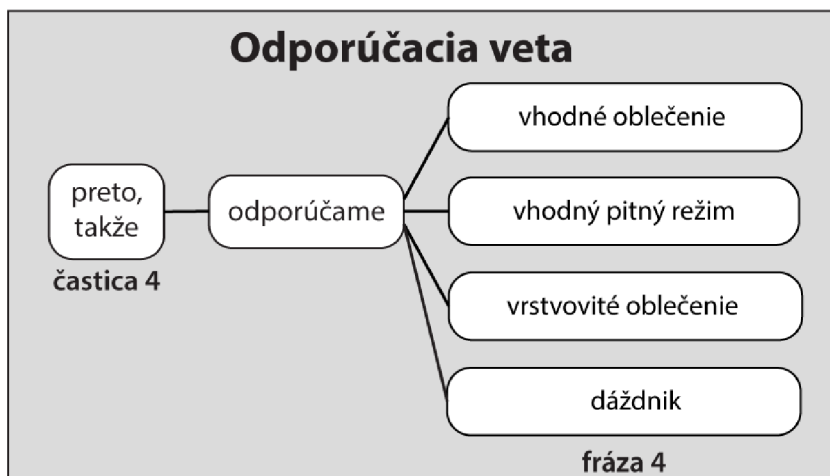 Odporúčacia veta
preto,
takže
častica 4
odporúčame
vhodné oblečenie
vhodný pitný režim
vrstvovité oblečenie
dáždnik
fráza 4